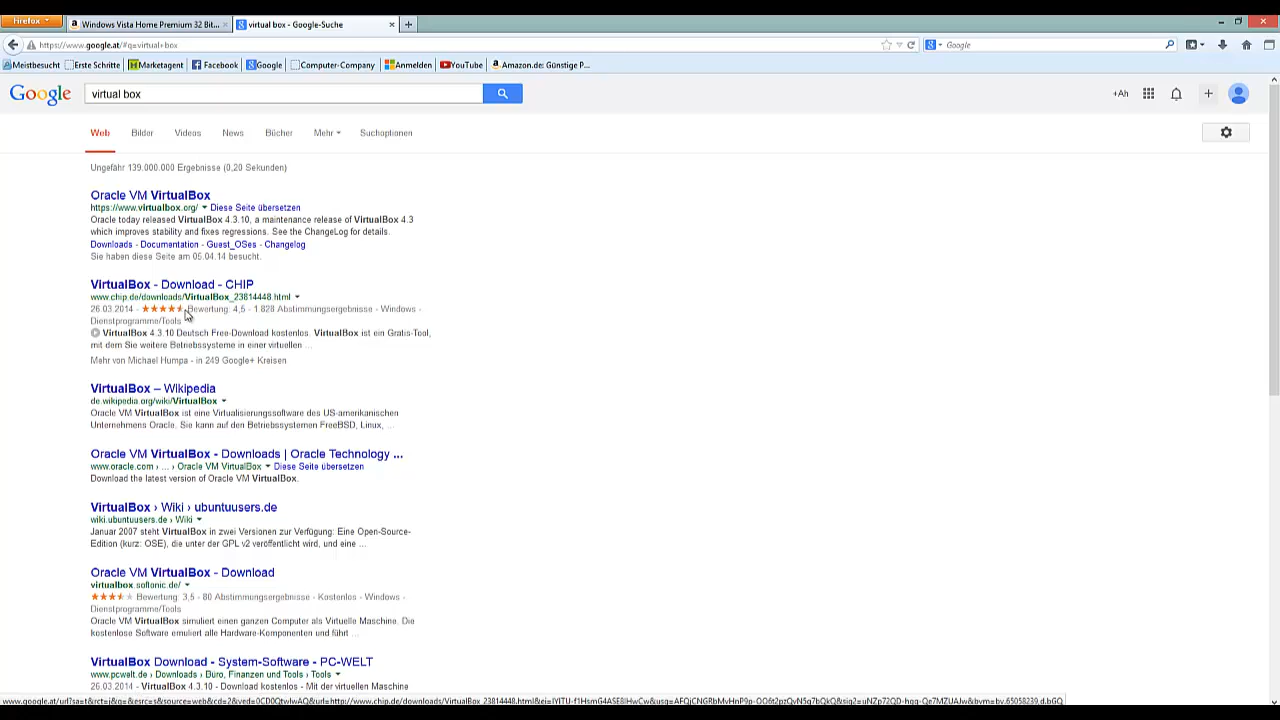 Firefox
Windows Vista Home Premium 32 Bit...
virtual box - Google-Suche
https://www.google.at/#q=virtual+box
Google
Meistbesucht
Erste Schritte
Marketagent
Facebook
Google
Computer-Company
Anmelden
YouTube
Amazon.de: Günstige P...
Google
virtual box
+Ah
Web
Bilder
Videos
News
Bücher
Mehr
Suchoptionen
Ungefähr 139.000.000 Ergebnisse (0,20 Sekunden)
Oracle VM VirtualBox
https://www.virtualbox.org/ Diese Seite übersetzen
Oracle today released VirtualBox 4.3.10, a maintenance release of VirtualBox 4.3
which improves stability and fixes regressions. See the ChangeLog for details.
Downloads - Documentation - Guest_OSes - Changelog
Sie haben diese Seite am 05.04.14 besucht.
VirtualBox - Download - CHIP
www.chip.de/downloads/VirtualBox_23814448.html
26.03.2014 - Bewertung: 4,5 - 1.828 Abstimmungsergebnisse - Windows -
Dienstprogramme/Tools
VirtualBox 4.3.10 Deutsch Free-Download kostenlos. VirtualBox ist ein Gratis-Tool,
mit dem Sie weitere Betriebssysteme in einer virtuellen ...
Mehr von Michael Humpa - in 249 Google+ Kreisen
VirtualBox – Wikipedia
de.wikipedia.org/wiki/VirtualBox
Oracle VM VirtualBox ist eine Virtualisierungssoftware des US-amerikanischen
Unternehmens Oracle. Sie kann auf den Betriebssystemen FreeBSD, Linux, ...
Oracle VM VirtualBox - Downloads | Oracle Technology ...
www.oracle.com › ... › Oracle VM VirtualBox Diese Seite übersetzen
Download the latest version of Oracle VM VirtualBox.
VirtualBox › Wiki › ubuntuusers.de
wiki.ubuntuusers.de › Wiki
Januar 2007 steht VirtualBox in zwei Versionen zur Verfügung: Eine Open-Source-
Edition (kurz: OSE), die unter der GPL v2 veröffentlicht wird, und eine ...
Oracle VM VirtualBox - Download
virtualbox.softonic.de/
Bewertung: 3,5 - 80 Abstimmungsergebnisse - Kostenlos - Windows -
Dienstprogramme/Tools
Oracle VM VirtualBox simuliert einen ganzen Computer als Virtuelle Maschine. Die
kostenlose Software emuliert alle Hardware-Komponenten und führt ...
VirtualBox Download - System-Software - PC-WELT
www.pcwelt.de › Downloads › Büro, Finanzen und Tools › Tools
26.03.2014 - VirtualBox 4.3.10 - Download kostenlos - Mit der virtuellen Maschine